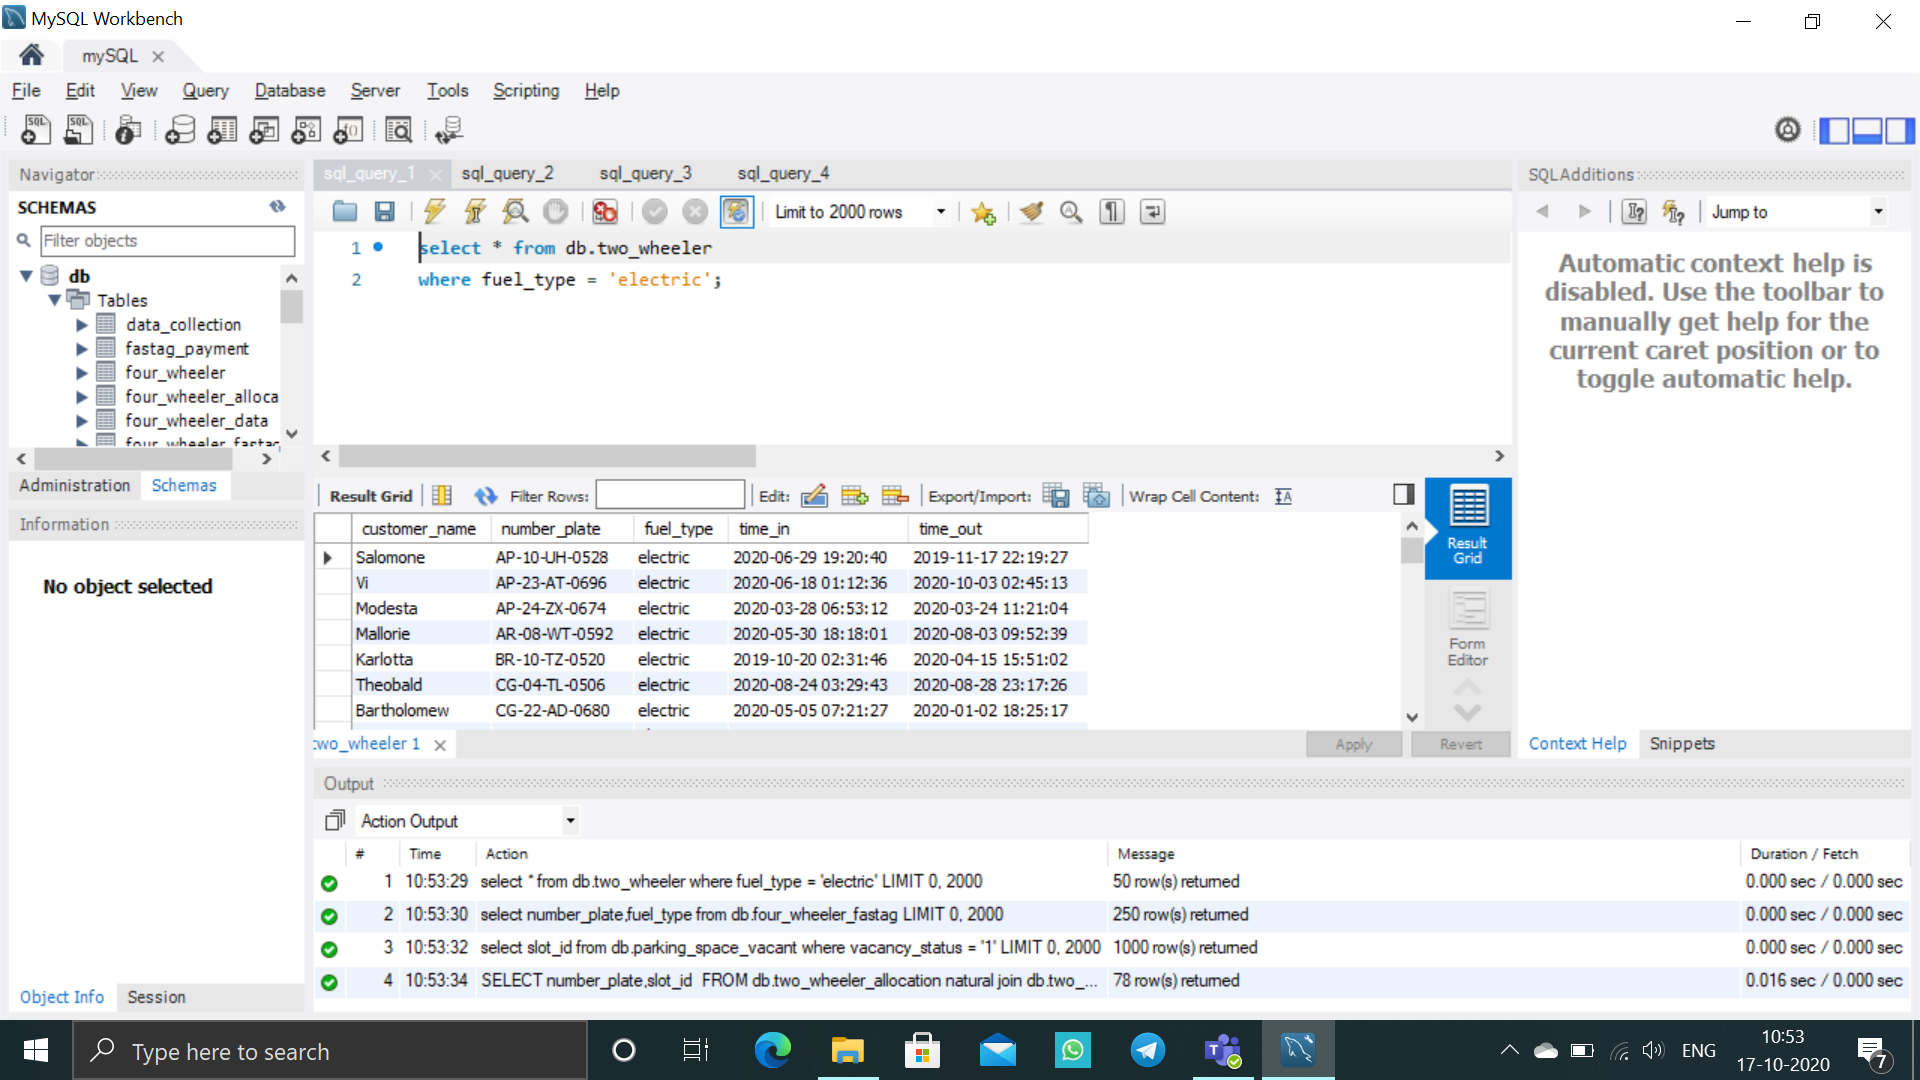 MySQL Workbench
mySQL
File Edit View Query Database Server Tools Scripting Help
Navigator
SCHEMAS
Filter objects
db
Tables
data_collection
fastag_payment
four_wheeler
four_wheeler_alloca
four_wheeler_data
four_wheeler_fastag
Administration Schemas
Information
No object selected
Object Info Session
sql_query_1 sql_query_2 sql_query_3 sql_query_4
Limit to 2000 rows
1 select * from db.two_wheeler
2 where fuel_type = 'electric';
Result Grid Filter Rows: Edit: Export/Import: Wrap Cell Content:
customer_name number_plate fuel_type time_in time_out
Salomone AP-10-UH-0528 electric 2020-06-29 19:20:40 2019-11-17 22:19:27
Vi AP-23-AT-0696 electric 2020-06-18 01:12:36 2020-10-03 02:45:13
Modesta AP-24-ZX-0674 electric 2020-03-28 06:53:12 2020-03-24 11:21:04
Mallorie AR-08-WT-0592 electric 2020-05-30 18:18:01 2020-08-03 09:52:39
Karlotta BR-10-TZ-0520 electric 2019-10-20 02:31:46 2020-04-15 15:51:02
Theobald CG-04-TL-0506 electric 2020-08-24 03:29:43 2020-08-28 23:17:26
Bartholomew CG-22-AD-0680 electric 2020-05-05 07:21:27 2020-01-02 18:25:17
Result
Grid
Form
Editor
two_wheeler 1
Apply Revert
SQLAdditions
Jump to
Automatic context help is
disabled. Use the toolbar to
manually get help for the
current caret position or to
toggle automatic help.
Context Help Snippets
Output
Action Output
# Time Action Message Duration / Fetch
1 10:53:29 select * from db.two_wheeler where fuel_type = 'electric' LIMIT 0, 2000 50 row(s) returned 0.000 sec / 0.000 sec
2 10:53:30 select number_plate,fuel_type from db.four_wheeler_fastag LIMIT 0, 2000 250 row(s) returned 0.000 sec / 0.000 sec
3 10:53:32 select slot_id from db.parking_space_vacant where vacancy_status = '1' LIMIT 0, 2000 1000 row(s) returned 0.000 sec / 0.000 sec
4 10:53:34 SELECT number_plate,slot_id FROM db.two_wheeler_allocation natural join db.two_... 78 row(s) returned 0.016 sec / 0.000 sec
Type here to search
ENG
10:53
17-10-2020
7